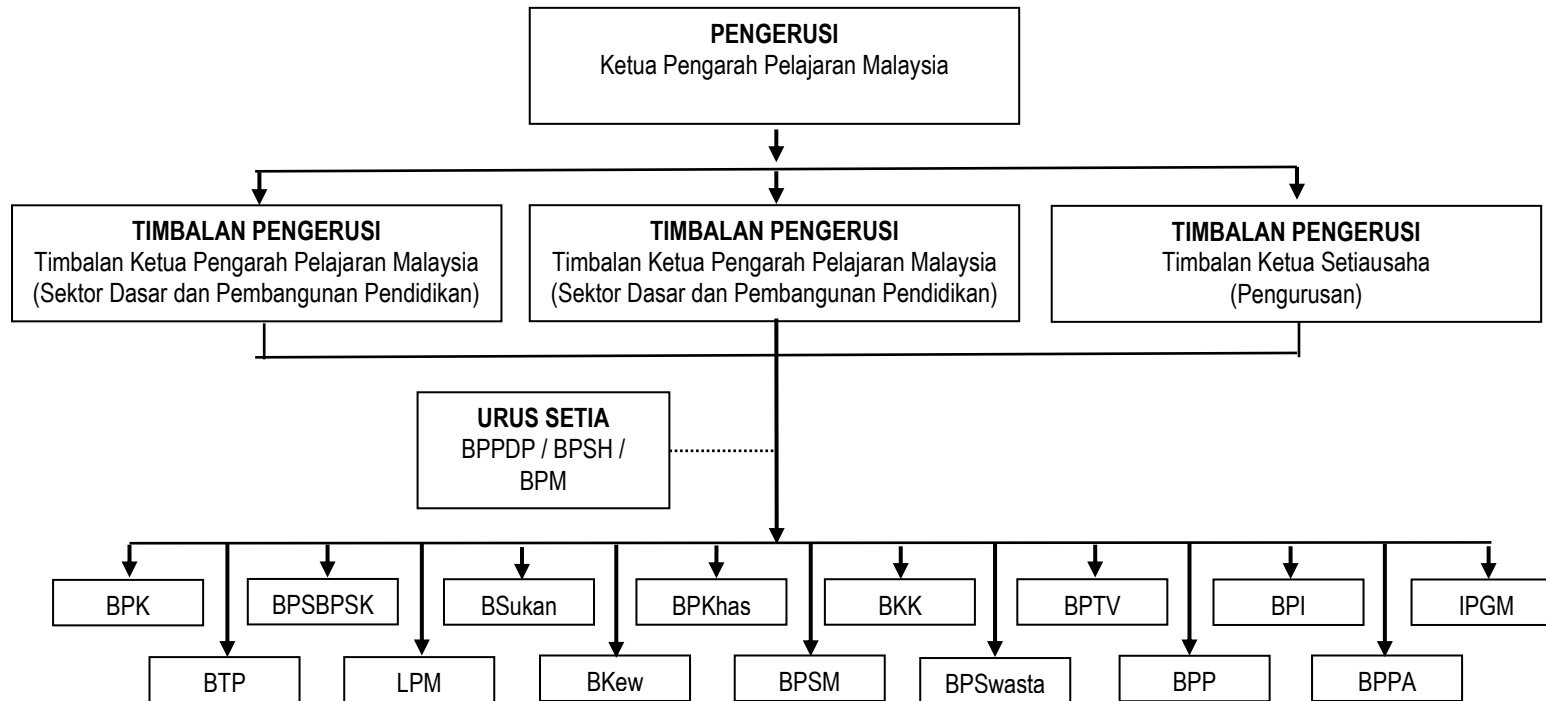 PENGERUSI
Ketua Pengarah Pelajaran Malaysia
TIMBALAN PENGERUSI
Timbalan Ketua Pengarah Pelajaran Malaysia
(Sektor Dasar dan Pembangunan Pendidikan)
TIMBALAN PENGERUSI
Timbalan Ketua Pengarah Pelajaran Malaysia
(Sektor Dasar dan Pembangunan Pendidikan)
TIMBALAN PENGERUSI
Timbalan Ketua Setiausaha
(Pengurusan)
URUS SETIA
BPPDP / BPSH /
BPM
BPK
BPSBPSK
BSukan
BPKhas
BKK
BPTV
BPI
IPGM
BTP
LPM
BKew
BPSM
BPSwasta
BPP
BPPA